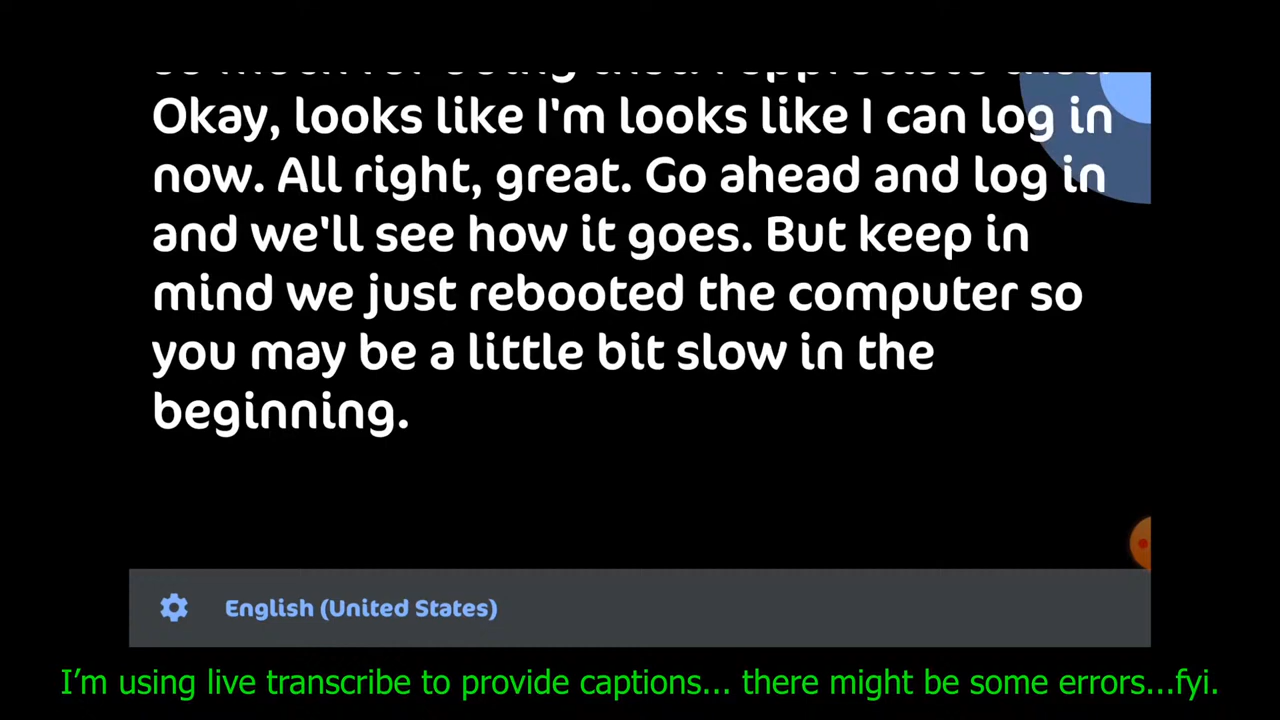 Okay, looks like I'm looks like I can log in
now. All right, great. Go ahead and log in
and we'll see how it goes. But keep in
mind we just rebooted the computer so
you may be a little bit slow in the
beginning.
English (United States)
I’m using live transcribe to provide captions... there might be some errors...fyi.